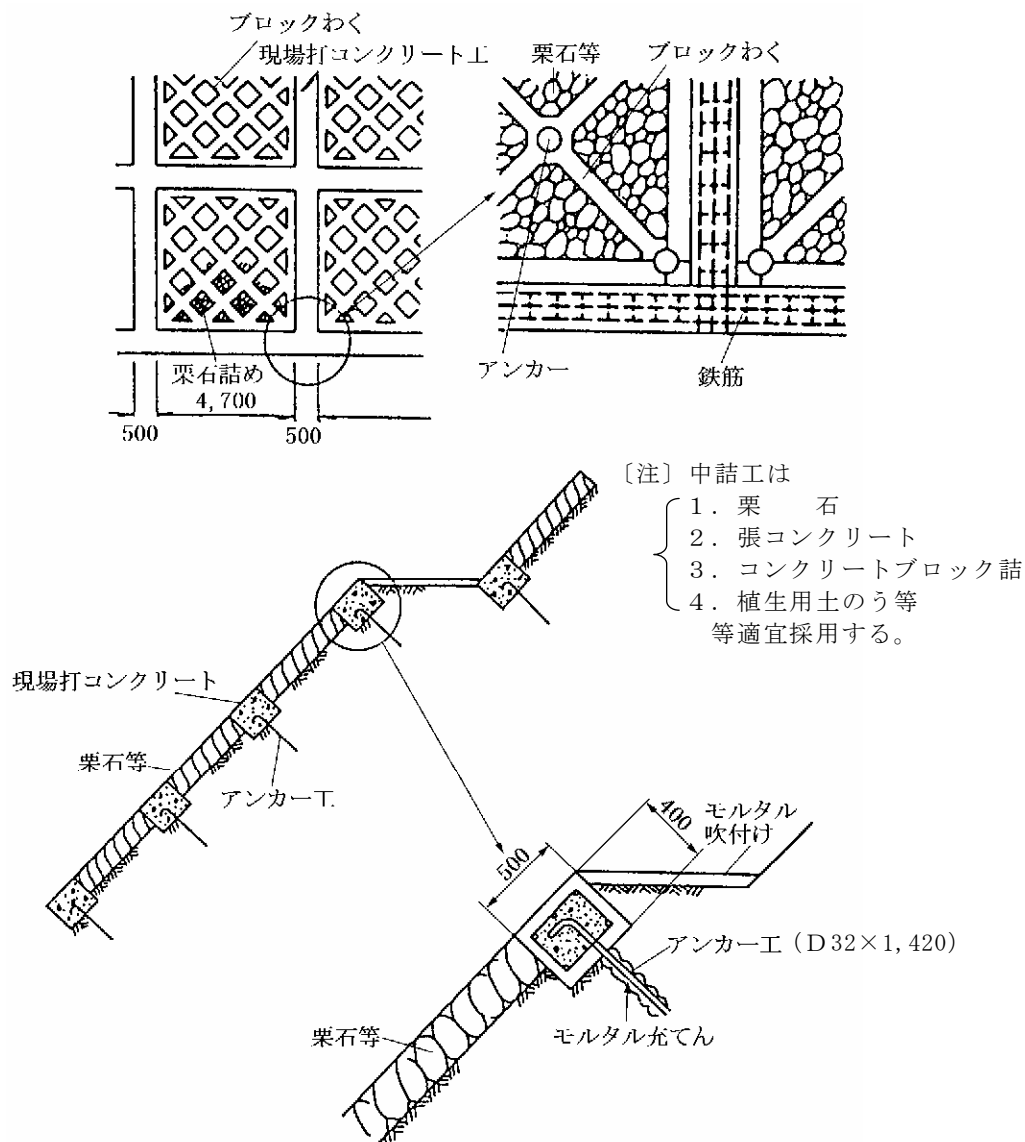 ブロックわく
現場打コンクリート工
栗石等
ブロックわく
栗石詰め
4,700
500
500
アンカー
鉄筋
〔注〕中詰工は
1．栗　　石
2．張コンクリート
3．コンクリートブロック詰
4．植生用土のう等
等適宜採用する。
現場打コンクリート
栗石等
アンカー工
400
モルタル
吹付け
500
アンカー工（D32×1,420）
栗石等
モルタル充てん